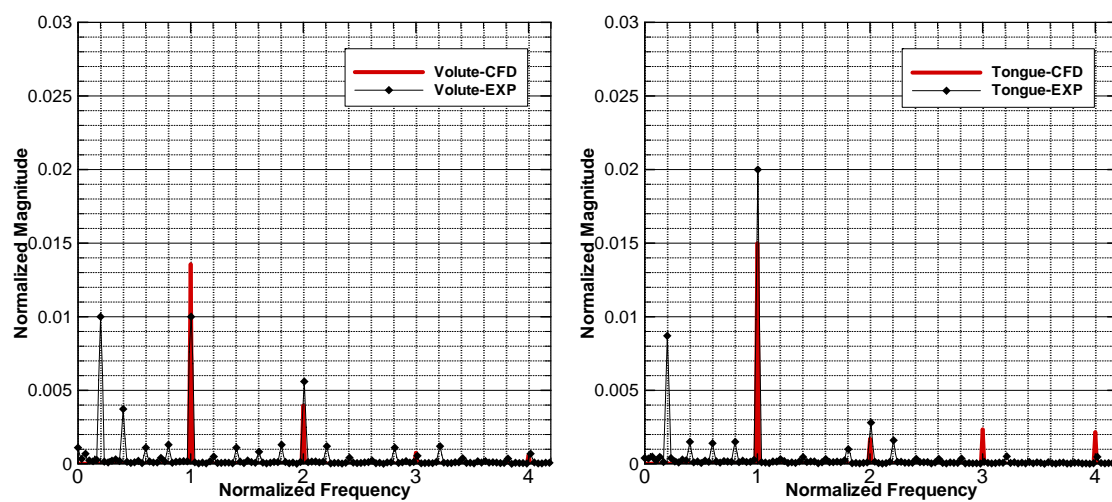 0.03
0.025
0.02
0.015
0.01
0.005
0
Normalized Magnitude
Volute-CFD
Volute-EXP
0 1 2 3 4
Normalized Frequency
0.03
0.025
0.02
0.015
0.01
0.005
0
Normalized Magnitude
Tongue-CFD
Tongue-EXP
0 1 2 3 4
Normalized Frequency